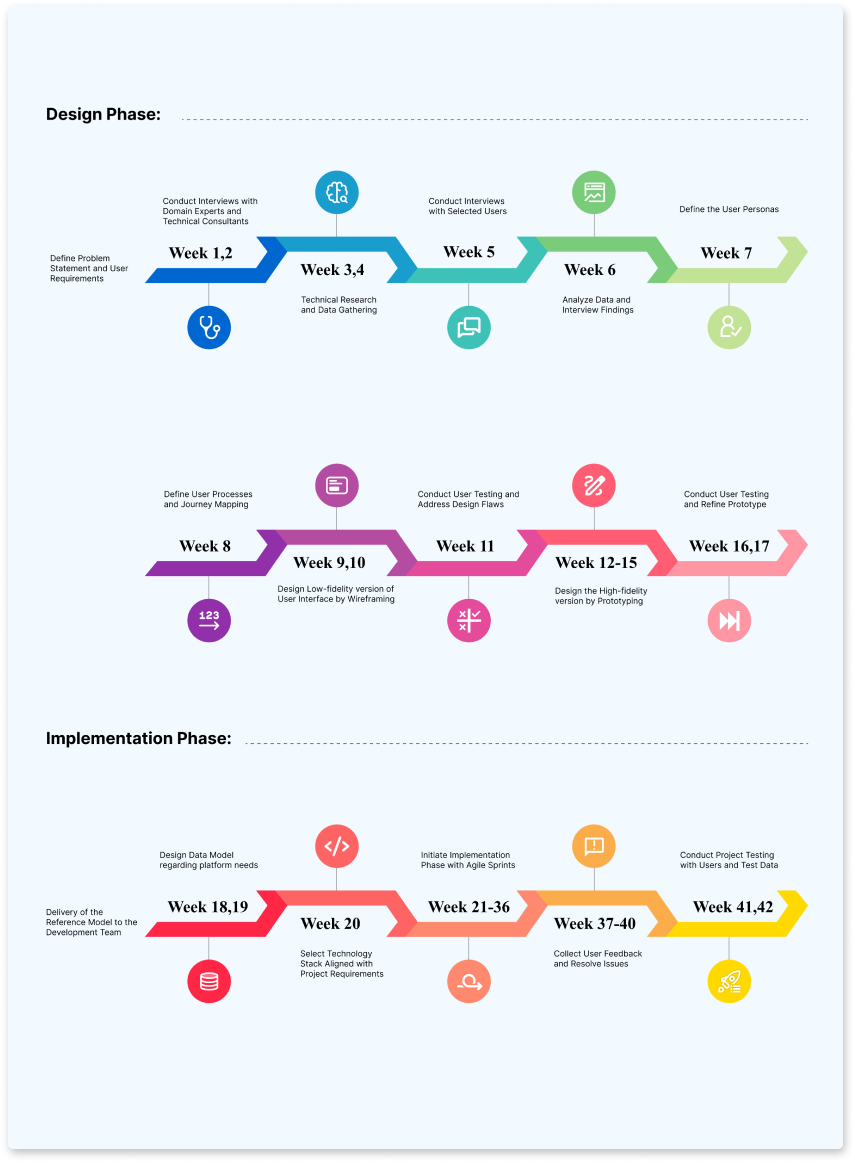 Design Phase:
Define Problem
Statement and User
Requirements
Conduct Interviews with
Domain Experts and
Technical Consultants
Week 1,2
Week 3,4
Technical Research
and Data Gathering
Conduct Interviews
with Selected Users
Week 5
Week 6
Analyze Data and
Interview Findings
Define the User Personas
Week 7
Define User Processes
and Journey Mapping
Week 8
123
Week 9,10
Design Low-fidelity version of
User Interface by Wireframing
Conduct User Testing and
Address Design Flaws
Week 11
Week 12-15
Design the High-fidelity
version by Prototyping
Conduct User Testing
and Refine Prototype
Week 16,17
Implementation Phase:
Delivery of the
Reference Model to the
Development Team
Design Data Model
regarding platform needs
Week 18,19
</>
Week 20
Select Technology
Stack Aligned with
Project Requirements
Initiate Implementation
Phase with Agile Sprints
Week 21-36
Week 37-40
Collect User Feedback
and Resolve Issues
Conduct Project Testing
with Users and Test Data
Week 41,42